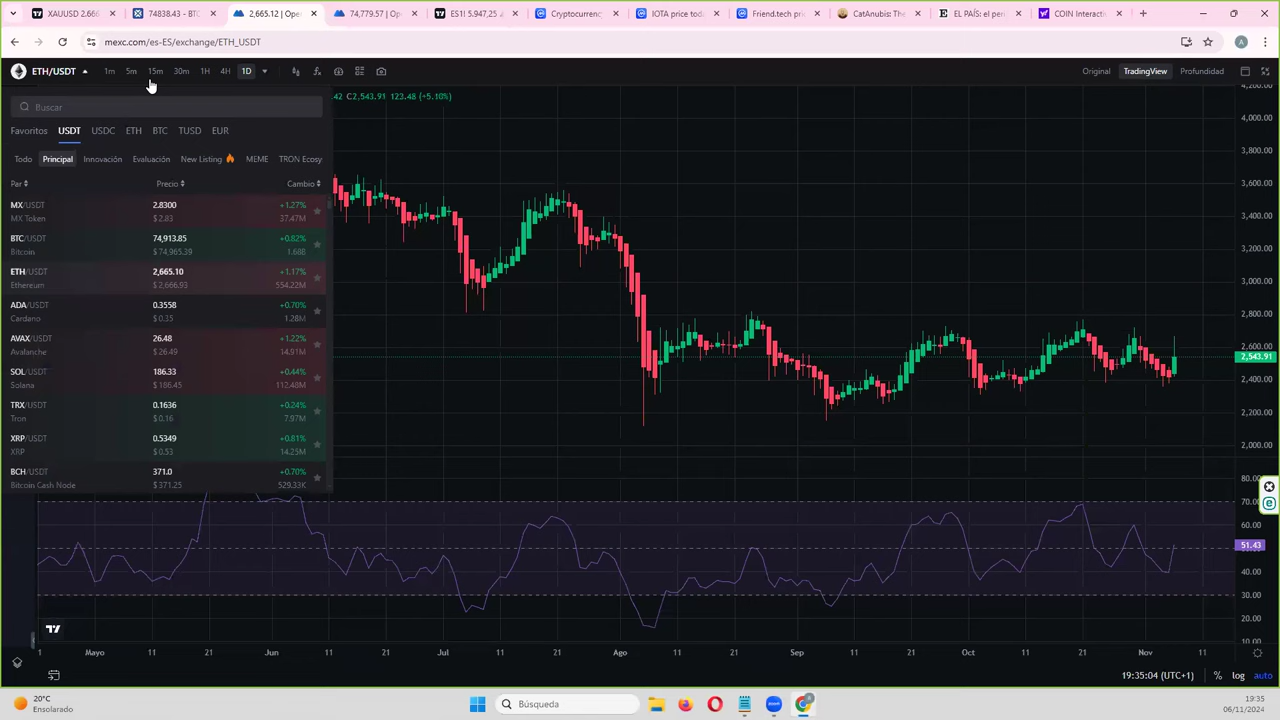 XAUUSD 2.668
74838.43 - BTC
2,665.12 | Ope
74,779.57 | Ope
ES1! 5.947,25
Cryptocurrency
IOTA price tod
Friend.tech pri
CatAnubis: The
EL PAÍS: el per
COIN Interacti
mexc.com/es-ES/exchange/ETH_USDT
A
ETH/USDT 1m 5m 15m 30m 1H 4H 1D
Original TradingView Profundidad
Buscar
.42 C2,543.91 123.48 (+5.10%)
Favoritos USDT USDC ETH BTC TUSD EUR
Todo Principal Innovación Evaluación New Listing MEME TRON Ecosy
Par Precio Cambio
MX/USDT 2.8300 +1.27%
MX Token $ 2.83 37.47M
BTC/USDT 74,913.85 +0.82%
Bitcoin $ 74,965.39 1.68B
ETH/USDT 2,665.10 +1.17%
Ethereum $ 2,666.93 554.22M
ADA/USDT 0.3558 +0.70%
Cardano $ 0.35 1.28M
AVAX/USDT 26.48 +1.22%
Avalanche $ 26.49 14.91M
SOL/USDT 186.33 +0.44%
Solana $ 186.45 112.48M
TRX/USDT 0.1636 +0.24%
Tron $ 0.16 7.97M
XRP/USDT 0.5349 +0.81%
XRP $ 0.53 14.25M
BCH/USDT 371.0 +0.70%
Bitcoin Cash Node $ 371.25 529.33K
4,200.00
4,000.00
3,800.00
3,600.00
3,400.00
3,200.00
3,000.00
2,800.00
2,600.00
2,543.91
2,400.00
2,200.00
2,000.00
80.00
70.00
60.00
51.43
40.00
30.00
20.00
10.00
1 Mayo 11 21 Jun 11 21 Jul 11 21 Ago 11 21 Sep 11 21 Oct 11 21 Nov 11
19:35:04 (UTC+1) % log auto
20°C
Ensolarado
Búsqueda
zoom
19:35
06/11/2024